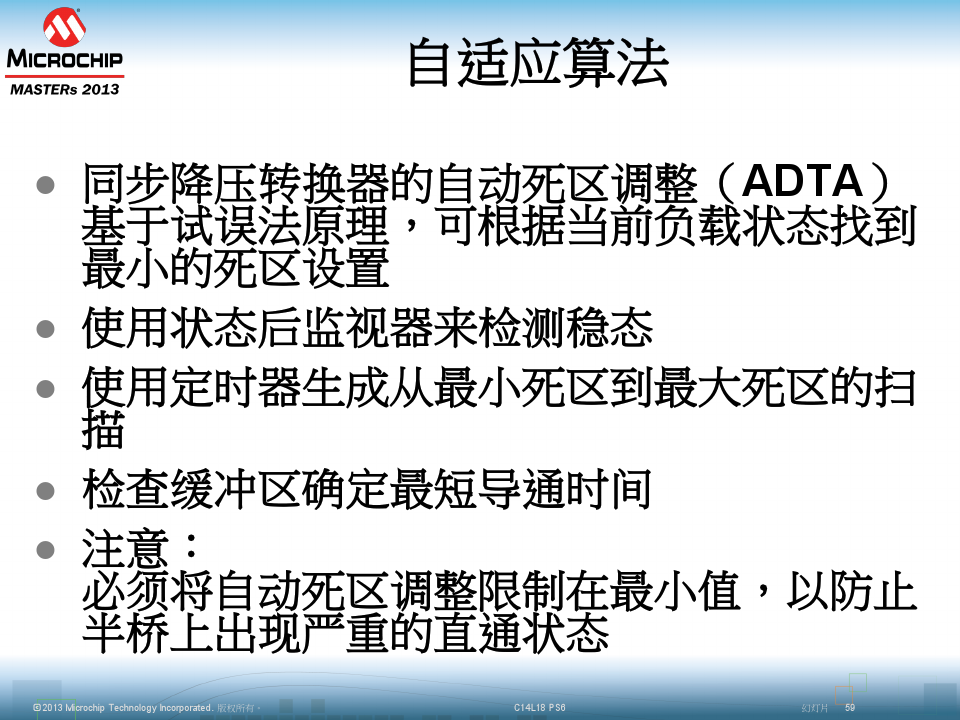 MICROCHIP
MASTERs 2013
自适应算法
● 同步降压转换器的自动死区调整（ADTA）
基于试误法原理，可根据当前负载状态找到
最小的死区设置
● 使用状态后监视器来检测稳态
● 使用定时器生成从最小死区到最大死区的扫
描
● 检查缓冲区确定最短导通时间
● 注意：
必须将自动死区调整限制在最小值，以防止
半桥上出现严重的直通状态
©2013 Microchip Technology Incorporated. 版权所有。
C14L18 PS6
幻灯片 59